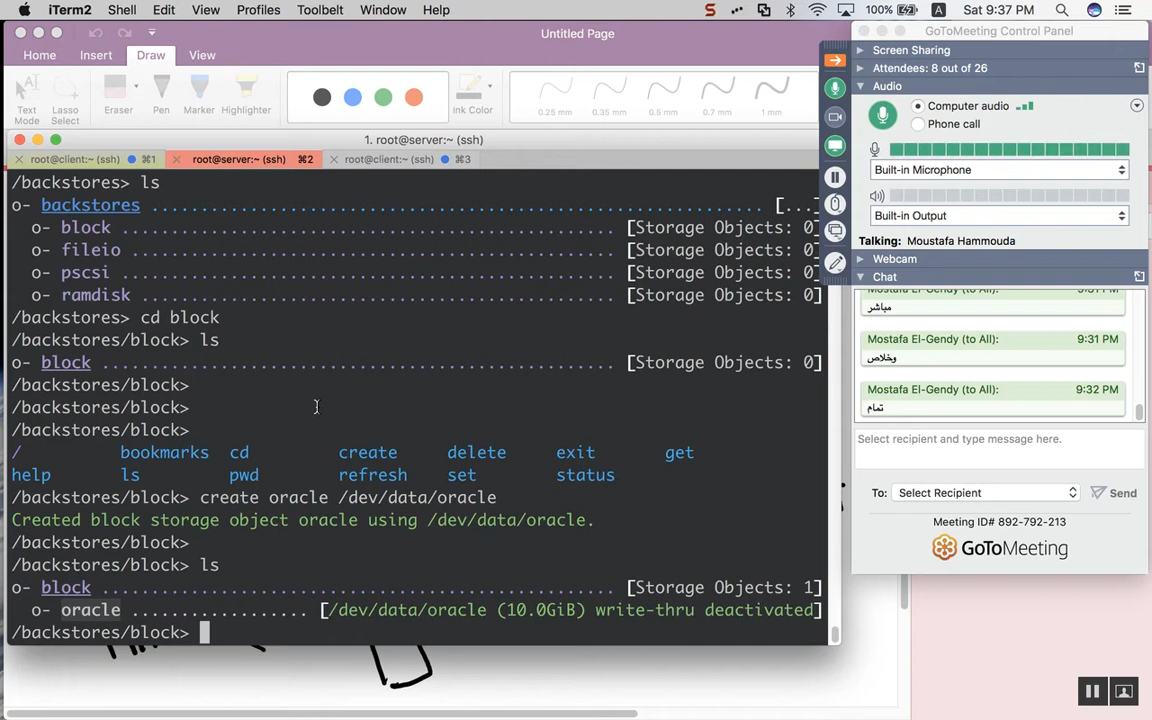 iTerm2 Shell Edit View Profiles Toolbelt Window Help
100% A Sat 9:37 PM
Untitled Page
Home Insert Draw View
Text Mode
Lasso Select
Eraser
Pen
Marker
Highlighter
Ink Color
0.25 mm 0.35 mm 0.5 mm 0.7 mm 1 mm
1. root@server:~ (ssh)
root@client:~ (ssh) ⌘1 root@server:~ (ssh) ⌘2 root@client:~ (ssh) ⌘3
/backstores> ls
o- backstores ...................................................... [...]
o- block ............................................ [Storage Objects: 0]
o- fileio ........................................... [Storage Objects: 0]
o- pscsi ............................................ [Storage Objects: 0]
o- ramdisk .......................................... [Storage Objects: 0]
/backstores> cd block
/backstores/block> ls
o- block .............................................. [Storage Objects: 0]
/backstores/block>
/backstores/block>
/backstores/block>
/ bookmarks cd create delete exit get
help ls pwd refresh set status
/backstores/block> create oracle /dev/data/oracle
Created block storage object oracle using /dev/data/oracle.
/backstores/block>
/backstores/block> ls
o- block .............................................. [Storage Objects: 1]
o- oracle ................ [/dev/data/oracle (10.0GiB) write-thru deactivated]
/backstores/block>
GoToMeeting Control Panel
Screen Sharing
Attendees: 8 out of 26
Audio
Computer audio
Phone call
Built-in Microphone
Built-in Output
Talking: Moustafa Hammouda
Webcam
Chat
Mostafa El-Gendy (to All): 9:31 PM
مباشر
Mostafa El-Gendy (to All): 9:31 PM
وخلاص
Mostafa El-Gendy (to All): 9:32 PM
تمام
Select recipient and type message here.
To: Select Recipient Send
Meeting ID# 892-792-213
GoToMeeting